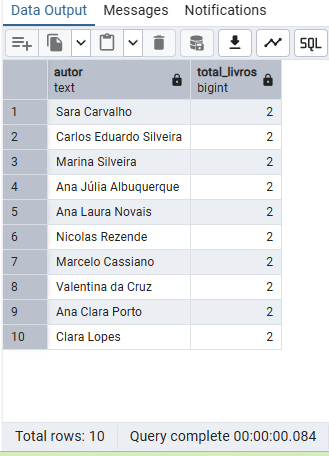 Data Output Messages Notifications
SQL
autor total_livros
text bigint
1 Sara Carvalho 2
2 Carlos Eduardo Silveira 2
3 Marina Silveira 2
4 Ana Júlia Albuquerque 2
5 Ana Laura Novais 2
6 Nicolas Rezende 2
7 Marcelo Cassiano 2
8 Valentina da Cruz 2
9 Ana Clara Porto 2
10 Clara Lopes 2
Total rows: 10 Query complete 00:00:00.084